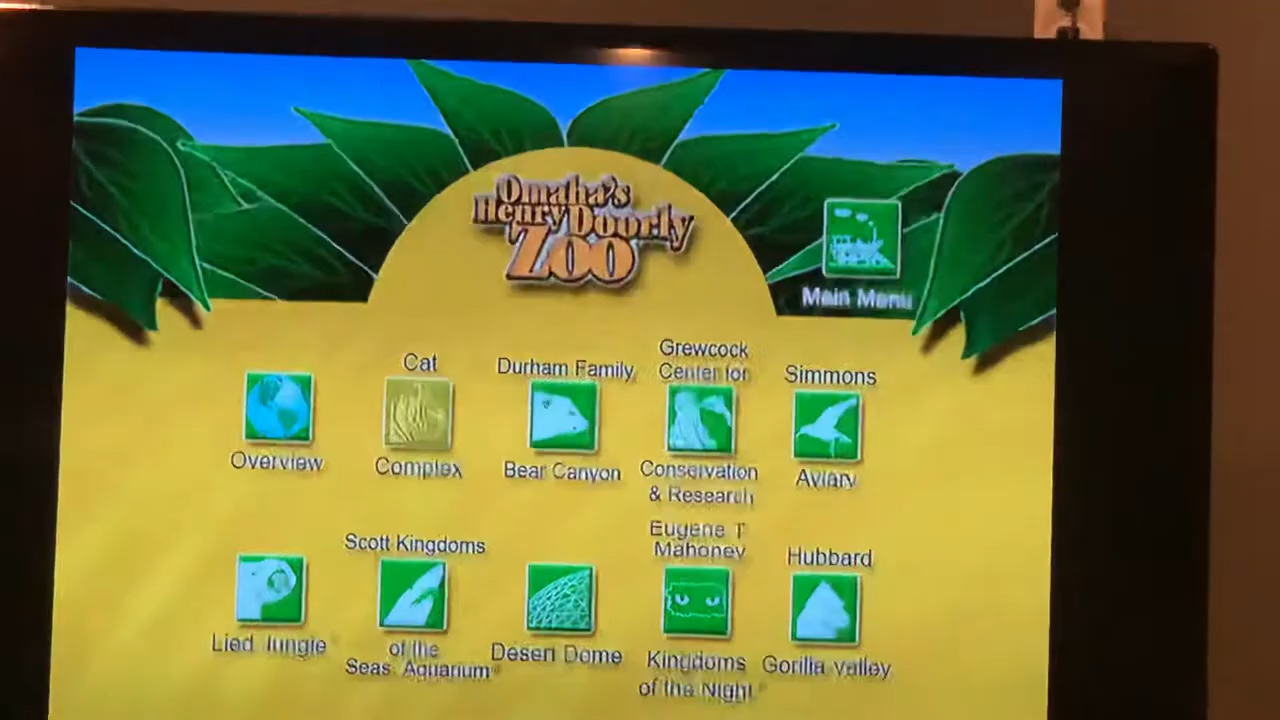 Omaha's
Henry Doorly
Zoo
Main Menu
Cat
Complex
Durham Family
Bear Canyon
Grewcock
Center for
Conservation
& Research
Simmons
Aviary
Overview
Scott Kingdoms
of the
Seas Aquarium
Eugene T
Mahoney
Kingdoms
of the Night
Hubbard
Gorilla Valley
Lied Jungle
Desert Dome